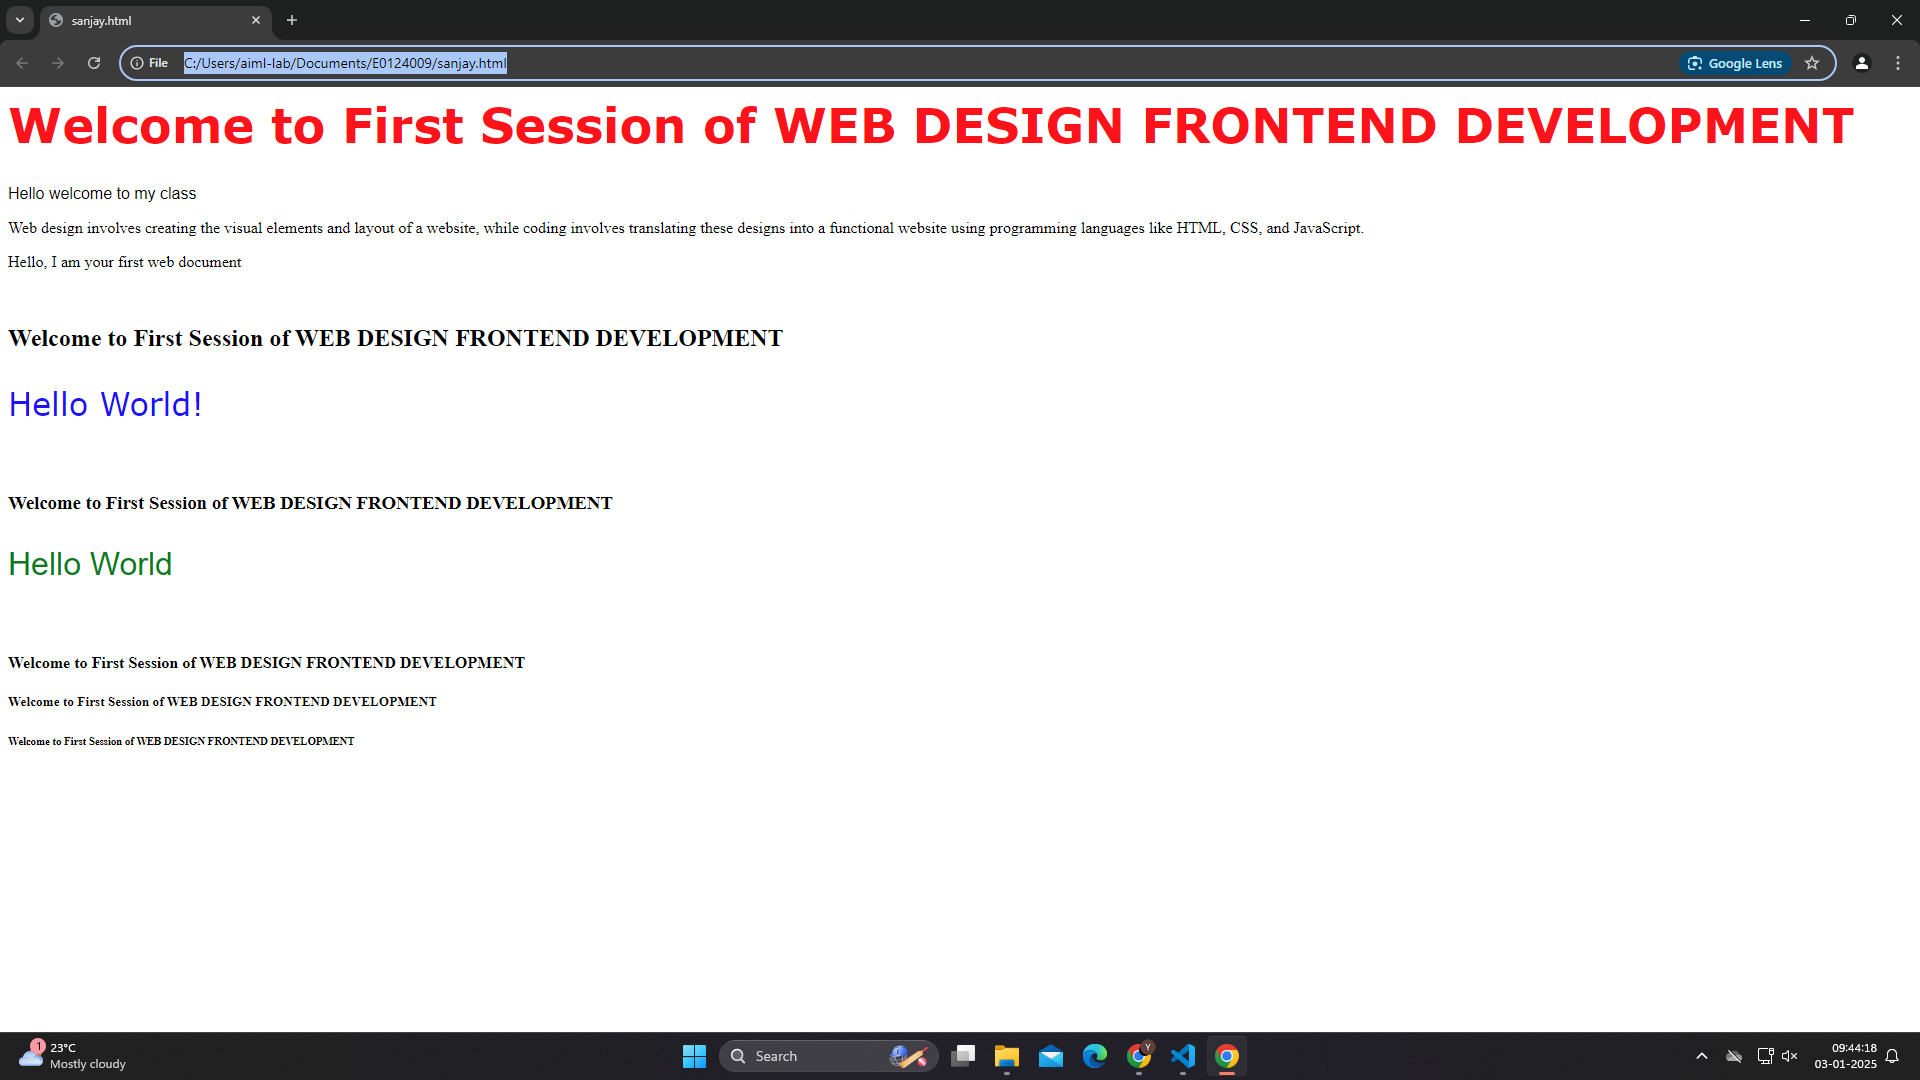 sanjay.html
File C:/Users/aiml-lab/Documents/E0124009/sanjay.html Google Lens
Welcome to First Session of WEB DESIGN FRONTEND DEVELOPMENT
Hello welcome to my class
Web design involves creating the visual elements and layout of a website, while coding involves translating these designs into a functional website using programming languages like HTML, CSS, and JavaScript.
Hello, I am your first web document
Welcome to First Session of WEB DESIGN FRONTEND DEVELOPMENT
Hello World!
Welcome to First Session of WEB DESIGN FRONTEND DEVELOPMENT
Hello World
Welcome to First Session of WEB DESIGN FRONTEND DEVELOPMENT
Welcome to First Session of WEB DESIGN FRONTEND DEVELOPMENT
Welcome to First Session of WEB DESIGN FRONTEND DEVELOPMENT
1 23°C
Mostly cloudy
Search
Y
09:44:18
03-01-2025